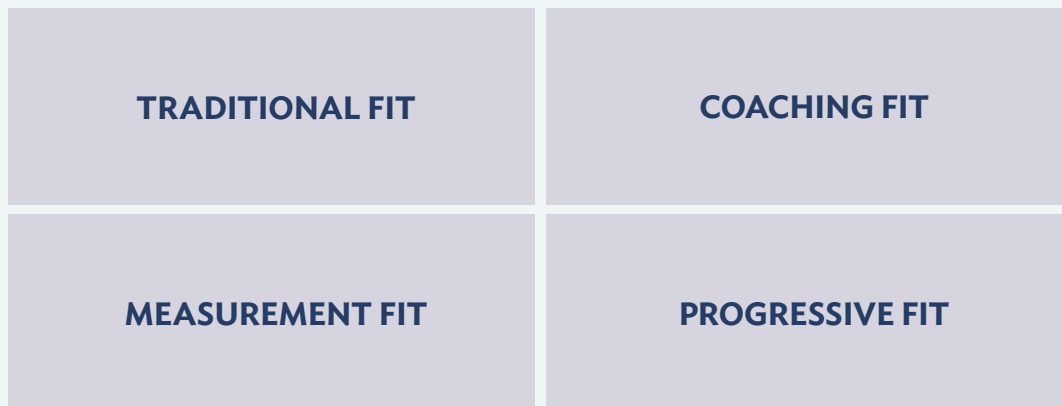 TRADITIONAL FIT
COACHING FIT
MEASUREMENT FIT
PROGRESSIVE FIT